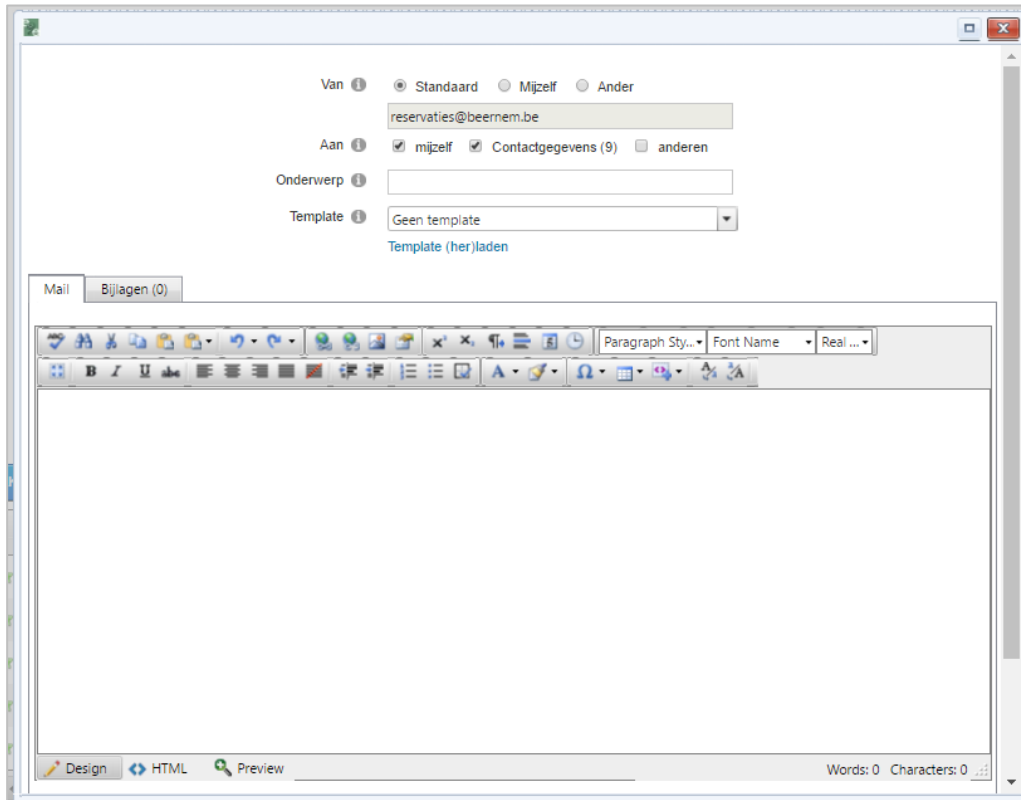 Van Standaard Mijzelf Ander
reservaties@beernem.be
Aan mijzelf Contactgegevens (9) anderen
Onderwerp
Template Geen template
Template (her)laden
Mail Bijlagen (0)
Paragraph Sty... Font Name Real ...
Design HTML Preview Words: 0 Characters: 0